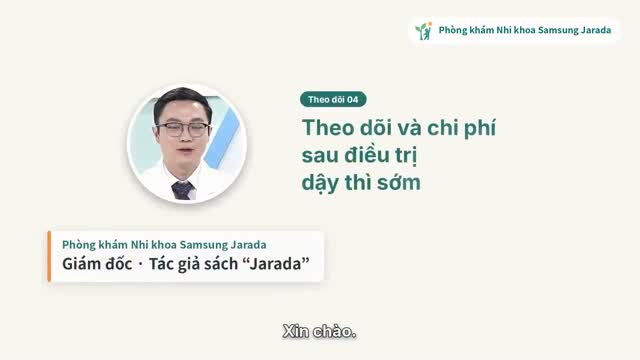 Phòng khám Nhi khoa Samsung Jarada
Theo dõi 04
Theo dõi và chi phí
sau điều trị
dậy thì sớm
Phòng khám Nhi khoa Samsung Jarada
Giám đốc · Tác giả sách “Jarada”
Xin chào.